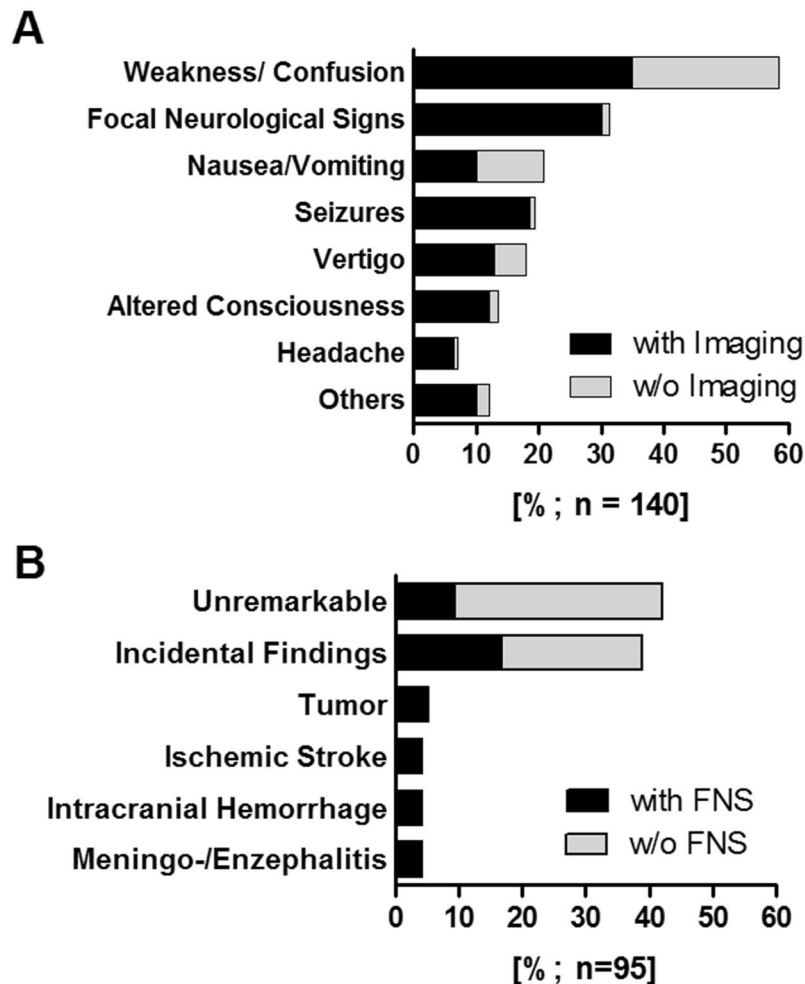 A
Weakness/ Confusion
Focal Neurological Signs
Nausea/Vomiting
Seizures
Vertigo
Altered Consciousness
Headache
Others
with Imaging
w/o Imaging
0 10 20 30 40 50 60
[% ; n = 140]
B
Unremarkable
Incidental Findings
Tumor
Ischemic Stroke
Intracranial Hemorrhage
Meningo-/Enzephalitis
with FNS
w/o FNS
0 10 20 30 40 50 60
[% ; n=95]